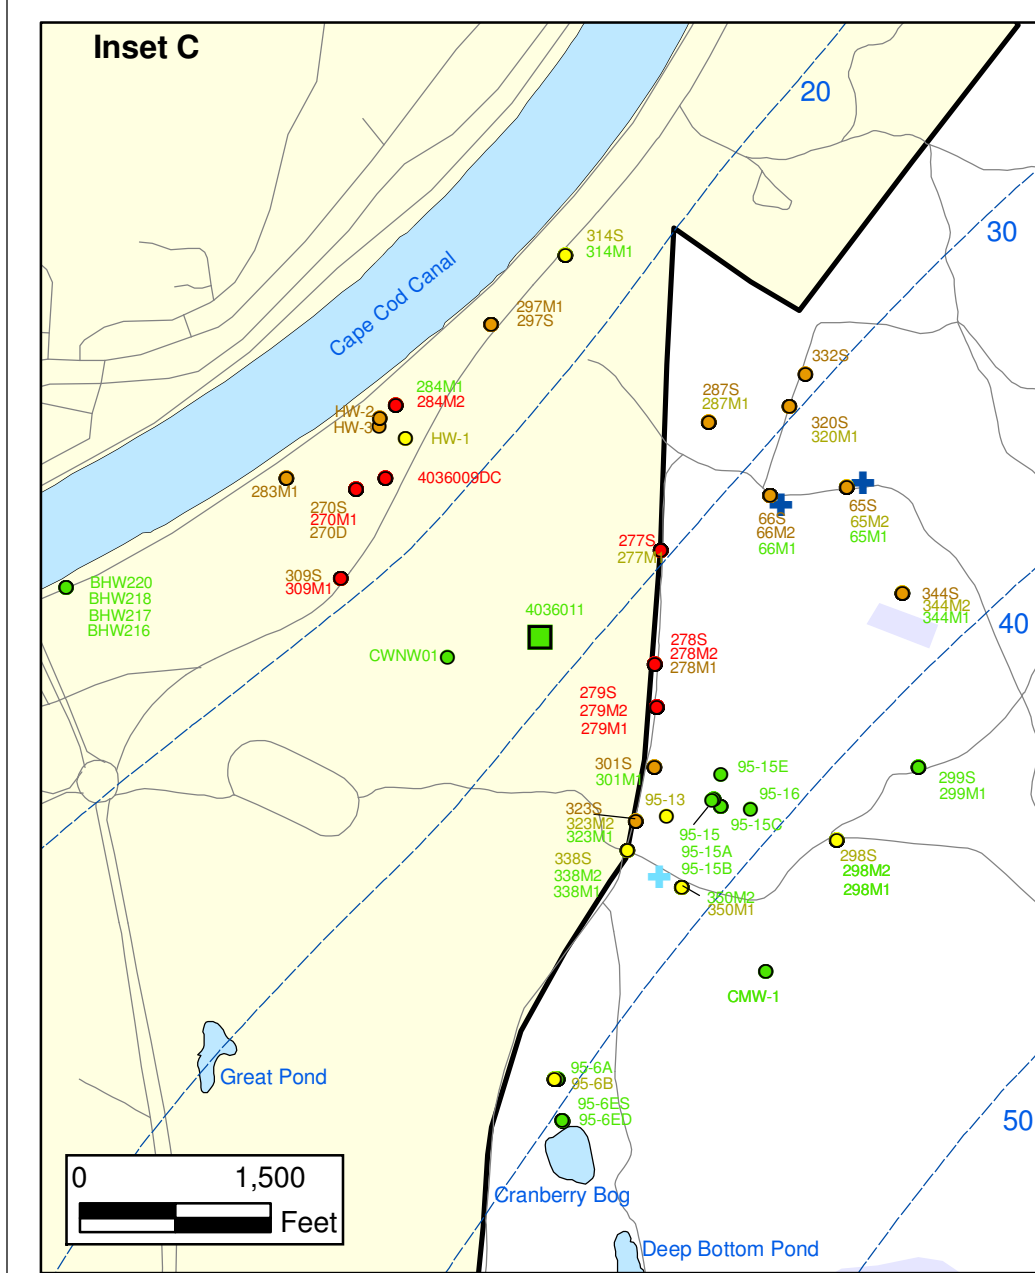 Inset C
20
30
314S
314M1
Cape Cod Canal
297M1
297S
332S
284M1
284M2
287S
287M1
HW-2
HW-3
HW-1
320S
320M1
4036009DC
283M1
270S
270M1
270D
66S
66M2
66M1
65S
65M2
65M1
277S
277M
309S
309M1
BHW220
BHW218
BHW217
BHW216
344S
344M2
344M1
4036011
40
CWNW01
278S
278M2
278M1
279S
279M2
279M1
301S
301M1
95-15E
299S
299M1
95-13
95-16
323S
323M2
323M1
95-15C
95-15
95-15A
95-15B
338S
338M2
338M1
298S
298M2
298M1
350M2
350M1
CMW-1
Great Pond
95-6A
95-6B
95-6ES
95-6ED
50
0 1,500
Feet
Cranberry Bog
Deep Bottom Pond